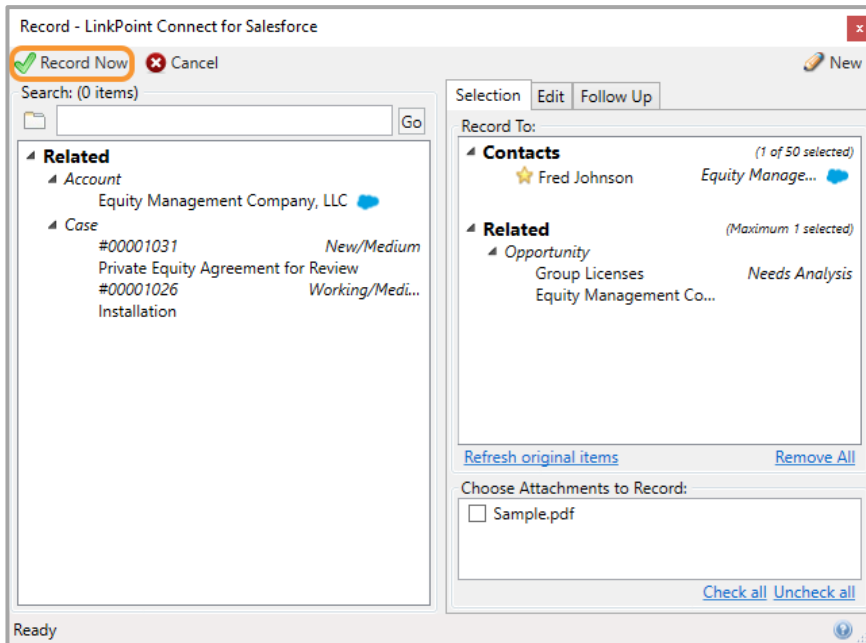 Record - LinkPoint Connect for Salesforce
x
Record Now Cancel New
Search: (0 items)
Go
Related
Account
Equity Management Company, LLC
Case
#00001031 New/Medium
Private Equity Agreement for Review
#00001026 Working/Medi...
Installation
Selection Edit Follow Up
Record To:
Contacts (1 of 50 selected)
Fred Johnson Equity Manage...
Related (Maximum 1 selected)
Opportunity
Group Licenses Needs Analysis
Equity Management Co...
Refresh original items Remove All
Choose Attachments to Record:
Sample.pdf
Check all Uncheck all
Ready